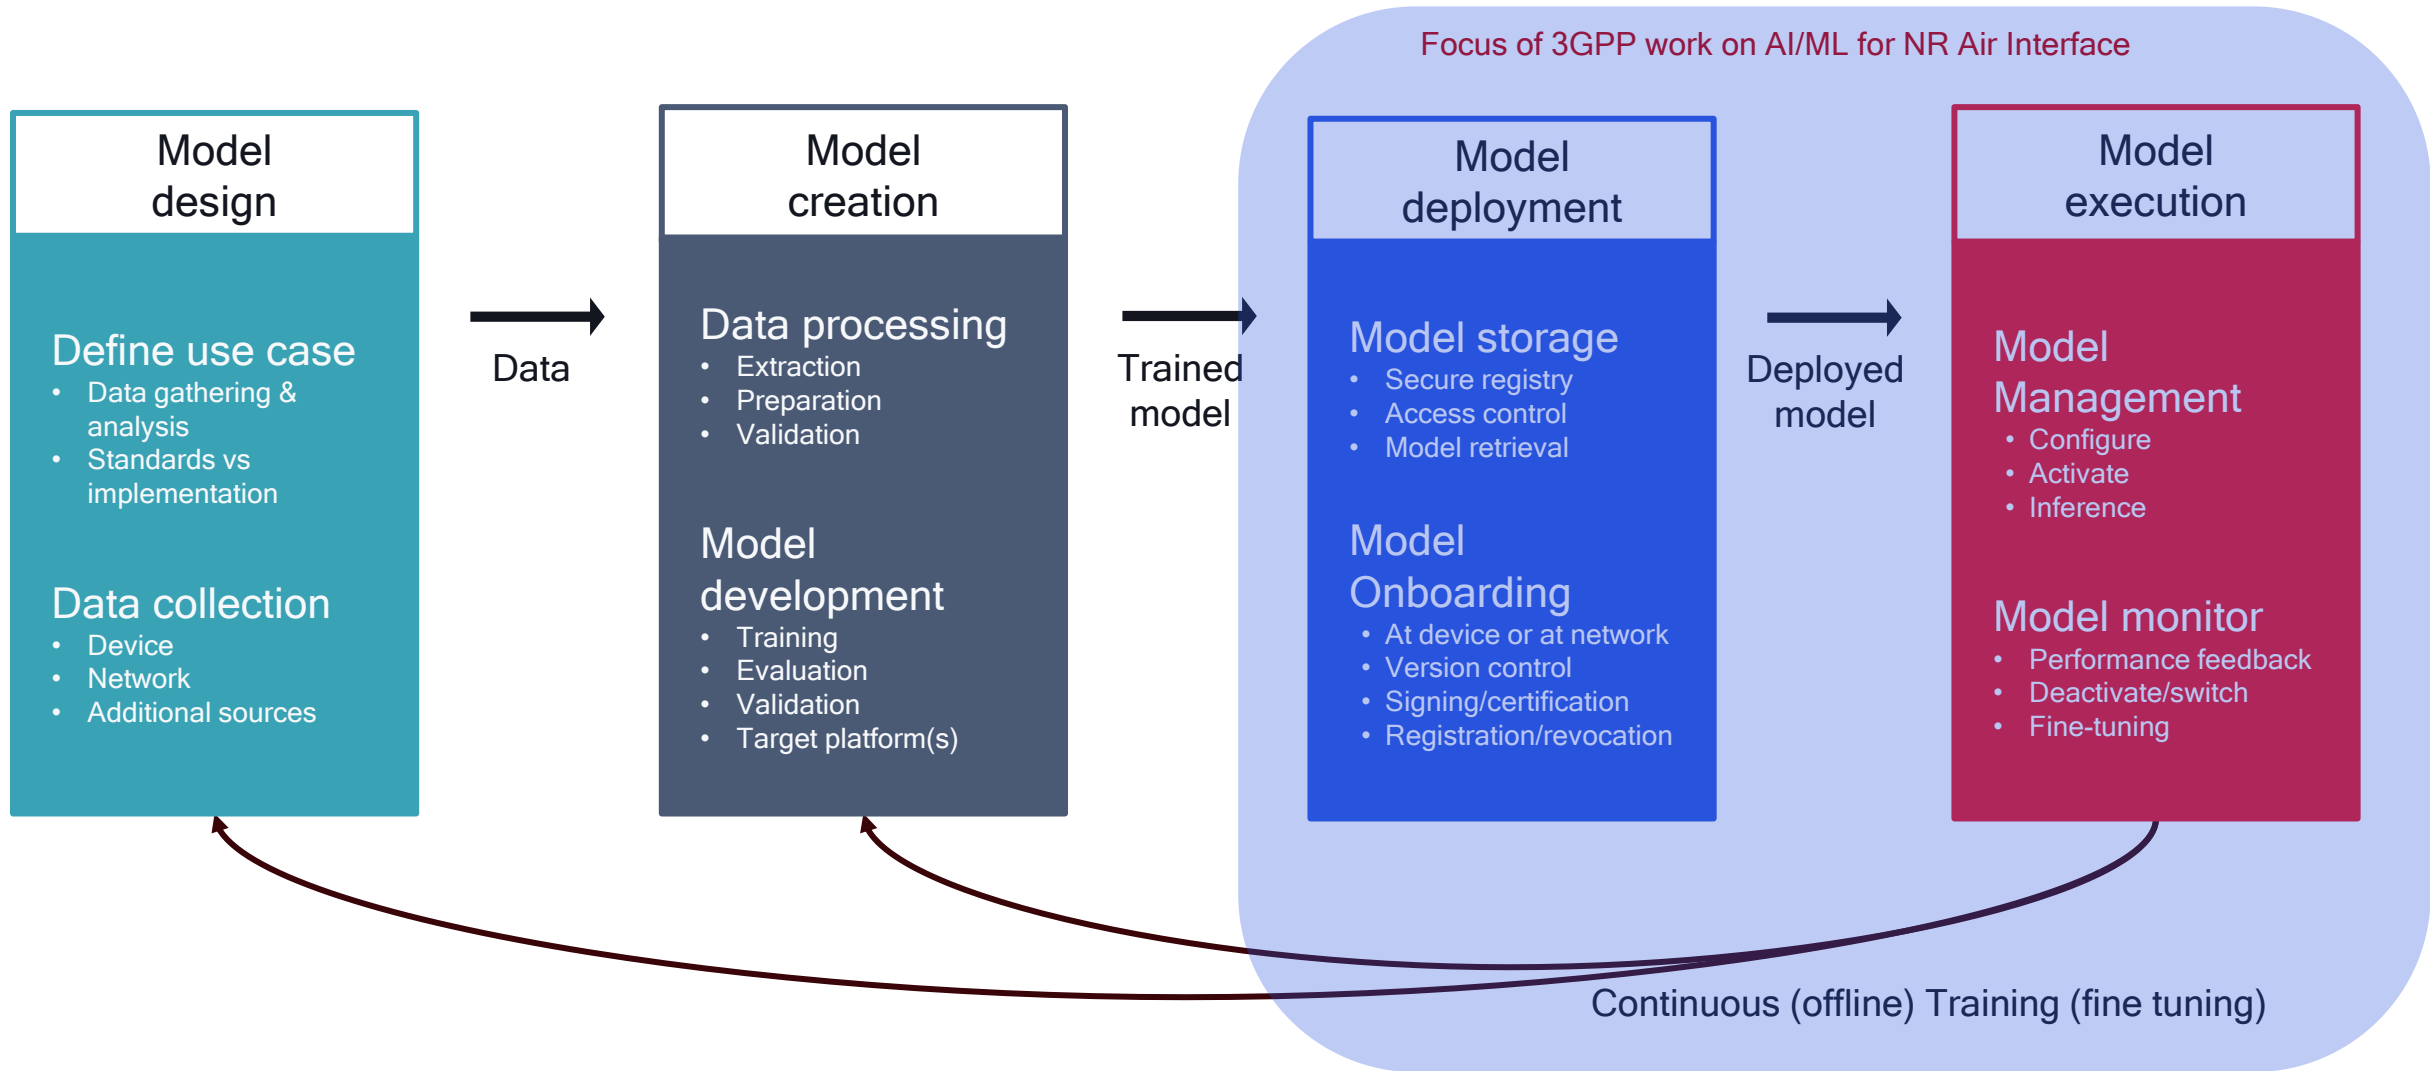 Focus of 3GPP work on AI/ML for NR Air Interface
Model
design
Define use case
• Data gathering &
analysis
• Standards vs
implementation
Data collection
• Device
• Network
• Additional sources
Data
Model
creation
Data processing
• Extraction
• Preparation
• Validation
Model
development
• Training
• Evaluation
• Validation
• Target platform(s)
Trained
model
Model
deployment
Model storage
• Secure registry
• Access control
• Model retrieval
Model
Onboarding
• At device or at network
• Version control
• Signing/certification
• Registration/revocation
Deployed
model
Model
execution
Model
Management
• Configure
• Activate
• Inference
Model monitor
• Performance feedback
• Deactivate/switch
• Fine-tuning
Continuous (offline) Training (fine tuning)